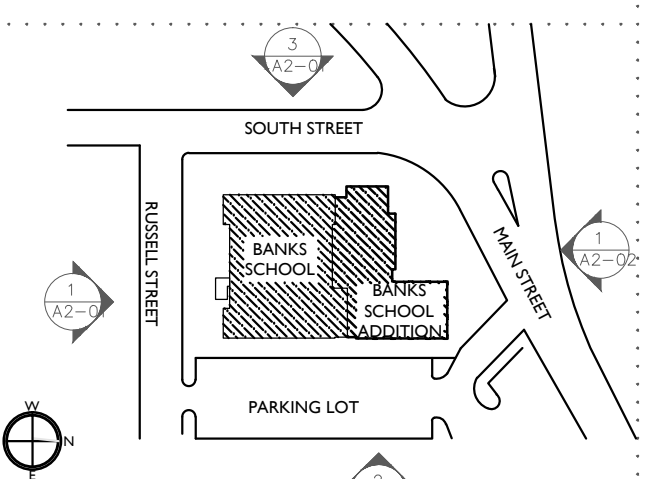 3
A2-01
SOUTH STREET
RUSSELL STREET
BANKS
SCHOOL
BANKS
SCHOOL
ADDITION
MAIN STREET
1
A2-02
1
A2-01
PARKING LOT
W
N
E